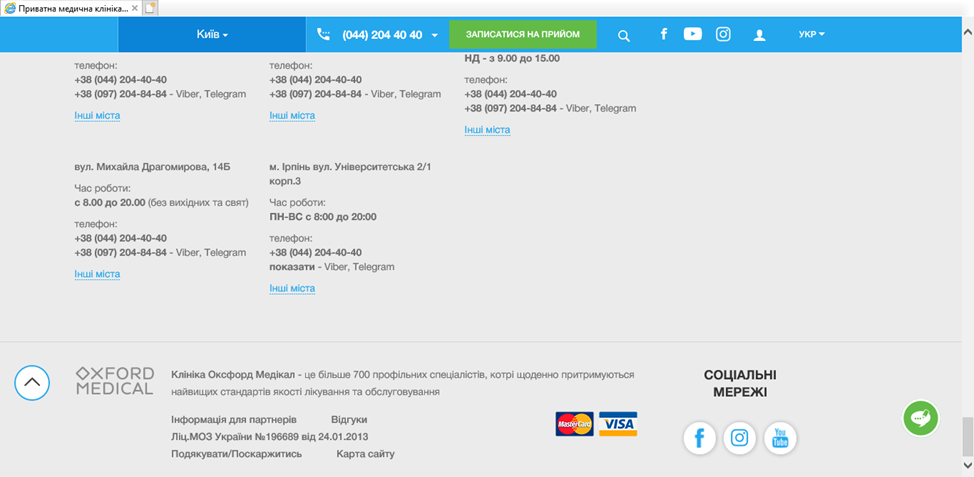 Приватна медична клініка...
Київ
(044) 204 40 40
ЗАПИСАТИСЯ НА ПРИЙОМ
УКР
телефон:
+38 (044) 204-40-40
+38 (097) 204-84-84 - Viber, Telegram
Інші міста
телефон:
+38 (044) 204-40-40
+38 (097) 204-84-84 - Viber, Telegram
Інші міста
НД - з 9.00 до 15.00
телефон:
+38 (044) 204-40-40
+38 (097) 204-84-84 - Viber, Telegram
Інші міста
вул. Михайла Драгомирова, 14Б
Час роботи:
с 8.00 до 20.00 (без вихідних та свят)
телефон:
+38 (044) 204-40-40
+38 (097) 204-84-84 - Viber, Telegram
Інші міста
м. Ірпінь вул. Університетська 2/1
корп.3
Час роботи:
ПН-ВС с 8:00 до 20:00
телефон:
+38 (044) 204-40-40
показати - Viber, Telegram
Інші міста
OXFORD
MEDICAL
Клініка Оксфорд Медікал - це більше 700 профільних спеціалістів, котрі щоденно притримуються
найвищих стандартів якості лікування та обслуговування
Інформація для партнерів Відгуки
Ліц.МОЗ України №196689 від 24.01.2013
Подякувати/Поскаржитись Карта сайту
MasterCard
VISA
СОЦІАЛЬНІ
МЕРЕЖІ
You
Tube